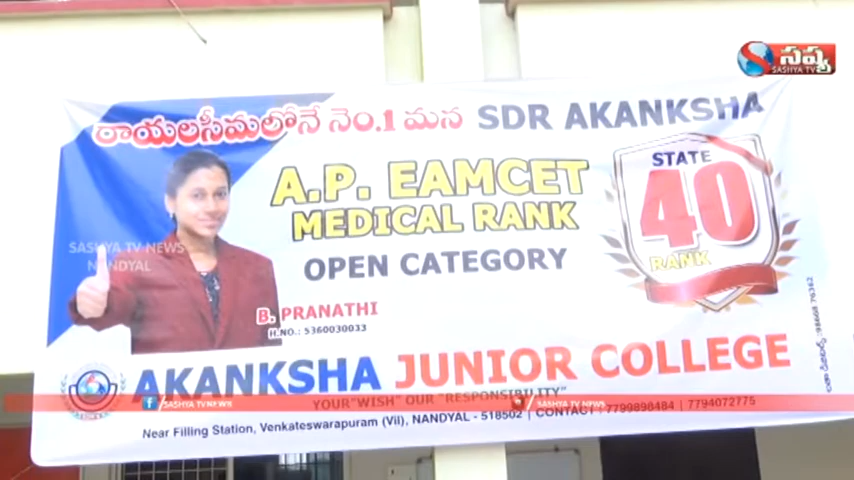 సష్య
SASHYA TV
రాయలసీమలోనే నెం.1 మన SDR AKANKSHA
A.P. EAMCET
MEDICAL RANK
OPEN CATEGORY
STATE
40
RANK
SASHYA TV NEWS
NANDYAL
B. PRANATHI
H.NO.: 5360030033
AKANKSHA JUNIOR COLLEGE
SASHYA TV NEWS
SASHYA TV NEWS
YOUR"WISH" OUR "RESPONSIBILITY"
Near Filling Station, Venkateswarapuram (Vil), NANDYAL - 518502 | CONTACT : 7799898484 | 7794072775